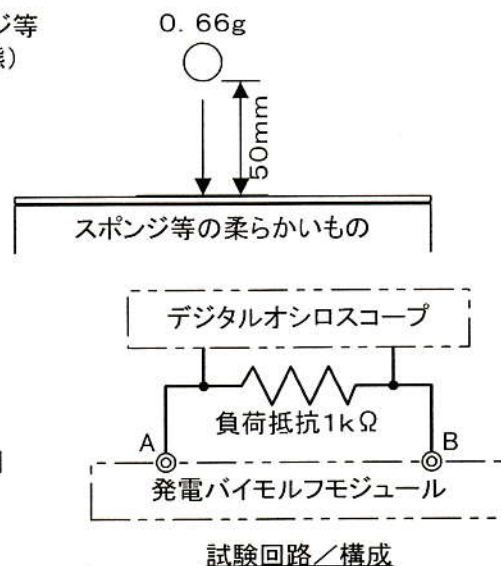 ジ等
態)
0.66g
50mm
スポンジ等の柔らかいもの
デジタルオシロスコープ
負荷抵抗1kΩ
A
B
発電バイモルフモジュール
試験回路/構成